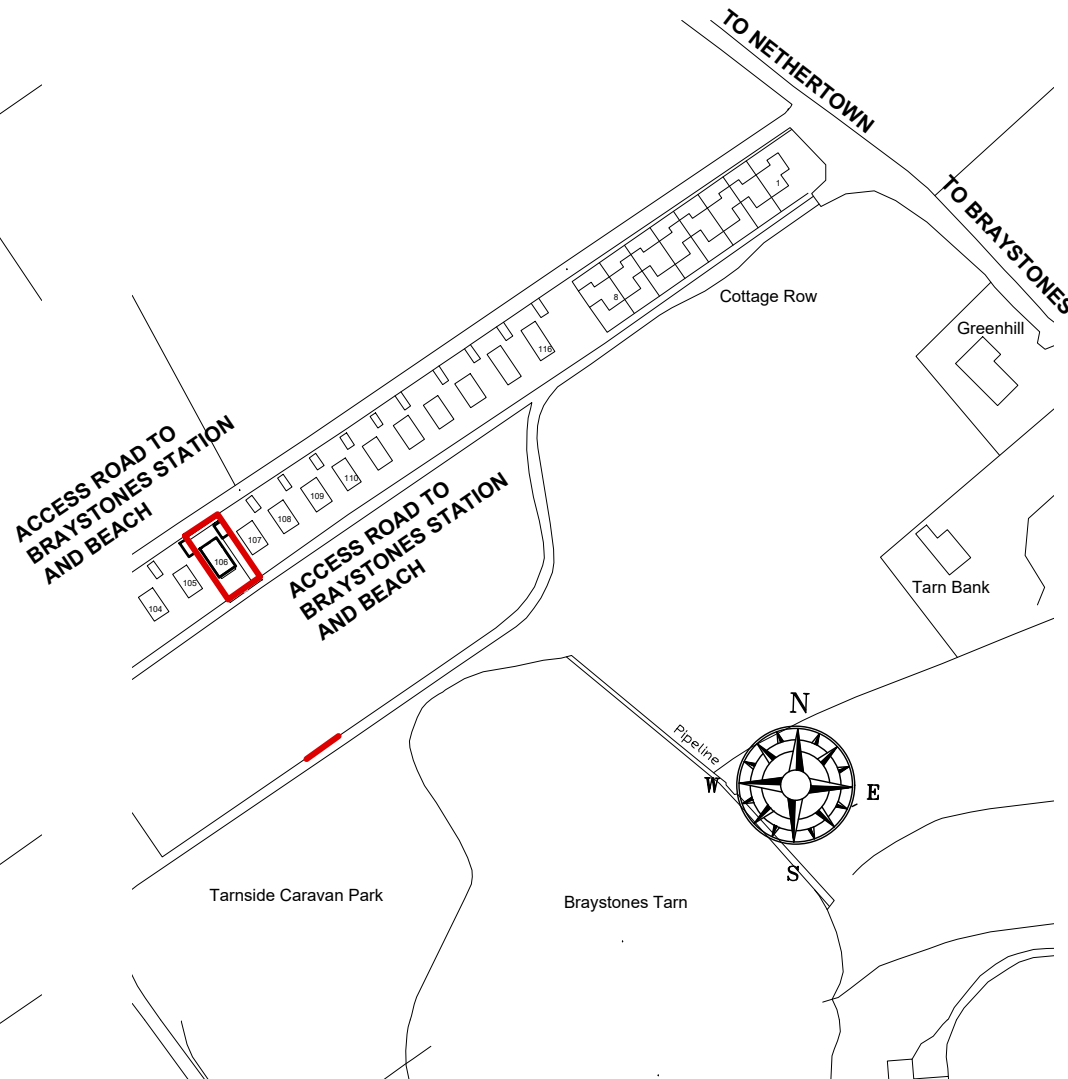 TO NETHERTOWN
TO BRAYSTONES
1
8
Cottage Row
Greenhill
116
110
109
108
107
106
105
104
ACCESS ROAD TO
BRAYSTONES STATION
AND BEACH
ACCESS ROAD TO
BRAYSTONES STATION
AND BEACH
Tarn Bank
Pipeline
N
W
E
S
Tarnside Caravan Park
Braystones Tarn